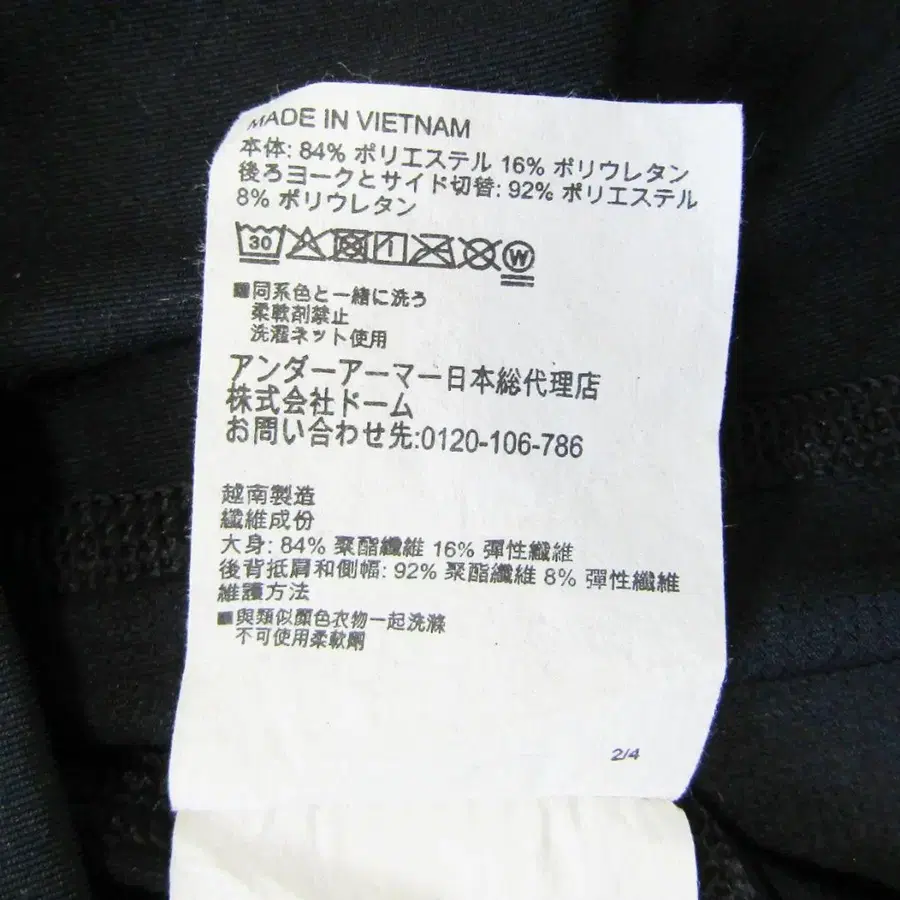 MADE IN VIETNAM
本体: 84% ポリエステル 16% ポリウレタン
後ろヨークとサイド切替: 92% ポリエステル
8% ポリウレタン
30 W
■同系色と一緒に洗う
柔軟剤禁止
洗濯ネット使用
アンダーアーマー日本総代理店
株式会社ドーム
お問い合わせ先:0120-106-786
越南製造
纖維成份
大身: 84% 聚酯纖維 16% 彈性纖維
後背抵肩和側幅: 92% 聚酯纖維 8% 彈性纖維
維護方法
■與類似顏色衣物一起洗滌
不可使用柔軟劑
2/4